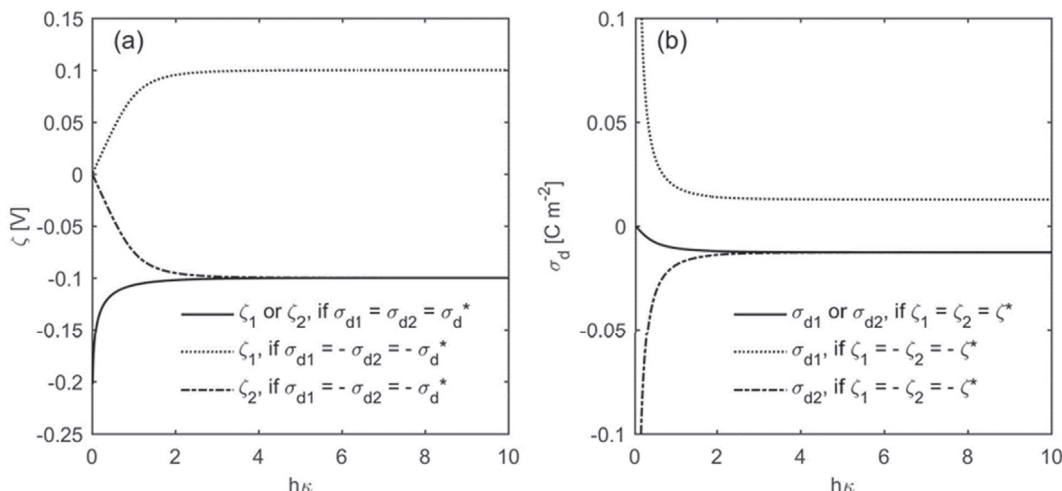 (a)
0.15
0.1
0.05
0
-0.05
-0.1
-0.15
-0.2
-0.25
ζ [V]
ζ1 or ζ2, if σd1 = σd2 = σd*
ζ1, if σd1 = - σd2 = - σd*
ζ2, if σd1 = - σd2 = - σd*
0 2 4 6 8 10
hκ
(b)
0.1
0.05
0
-0.05
-0.1
σd [C m-2]
σd1 or σd2, if ζ1 = ζ2 = ζ*
σd1, if ζ1 = - ζ2 = - ζ*
σd2, if ζ1 = - ζ2 = - ζ*
0 2 4 6 8 10
hκ